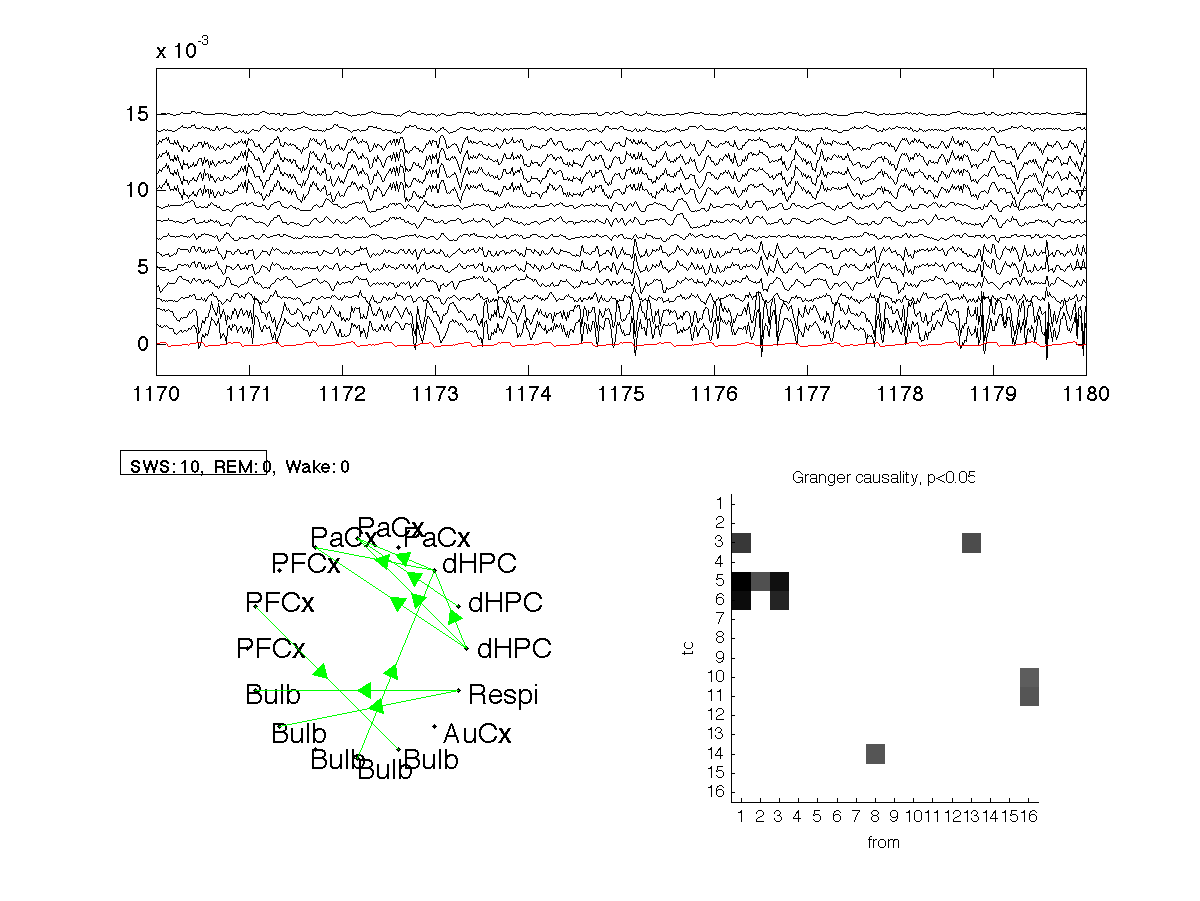 x 10-3
15
10
5
0
1170 1171 1172 1173 1174 1175 1176 1177 1178 1179 1180
SWS:10, REM:0, Wake:0
Granger causality, p<0.05
PaCx
PaCx PaCx
PFCx dHPC
PFCx dHPC
PFCx dHPC
Bulb Respi
Bulb AuCx
Bulb Bulb
Bulb
1
2
3
4
5
6
7
8
9
10
11
12
13
14
15
16
tc
1 2 3 4 5 6 7 8 9 10 11 12 13 14 15 16
from